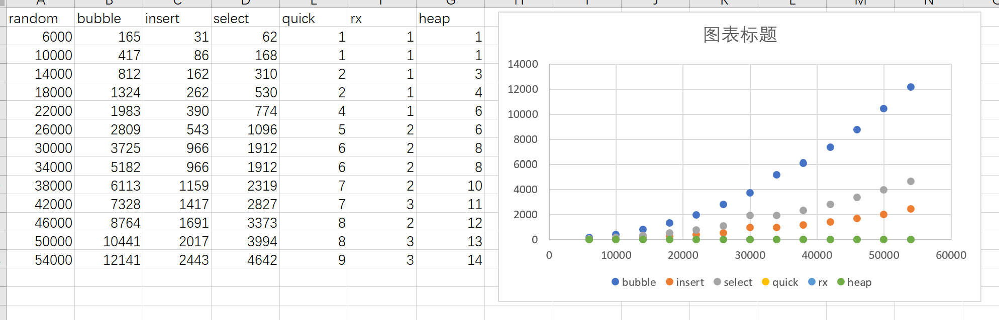 random bubble insert select quick rx heap
6000 165 31 62 1 1 1
10000 417 86 168 1 1 1
14000 812 162 310 2 1 3
18000 1324 262 530 2 1 4
22000 1983 390 774 4 1 6
26000 2809 543 1096 5 2 6
30000 3725 966 1912 6 2 8
34000 5182 966 1912 6 2 8
38000 6113 1159 2319 7 2 10
42000 7328 1417 2827 7 3 11
46000 8764 1691 3373 8 2 12
50000 10441 2017 3994 8 3 13
54000 12141 2443 4642 9 3 14
图表标题
14000
12000
10000
8000
6000
4000
2000
0
0 10000 20000 30000 40000 50000 60000
bubble insert select quick rx heap